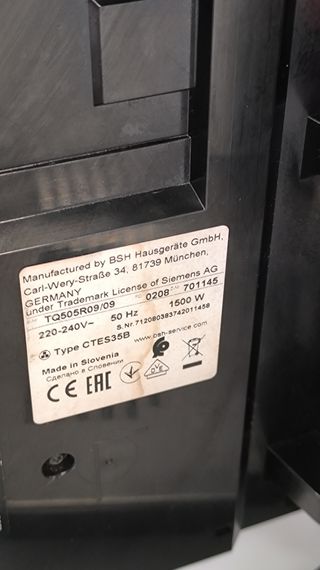 Manufactured by BSH Hausgeräte GmbH,
Carl-Wery-Straße 34, 81739 München,
GERMANY
under Trademark License of Siemens AG
TQ505R09/09 FD 0208 701145
220-240V~ 50 Hz 1500 W
S.Nr.712080383742011458
Type CTES35B www.bsh-service.com
Made in Slovenia
Сделано в Словении
CE EAC OVE